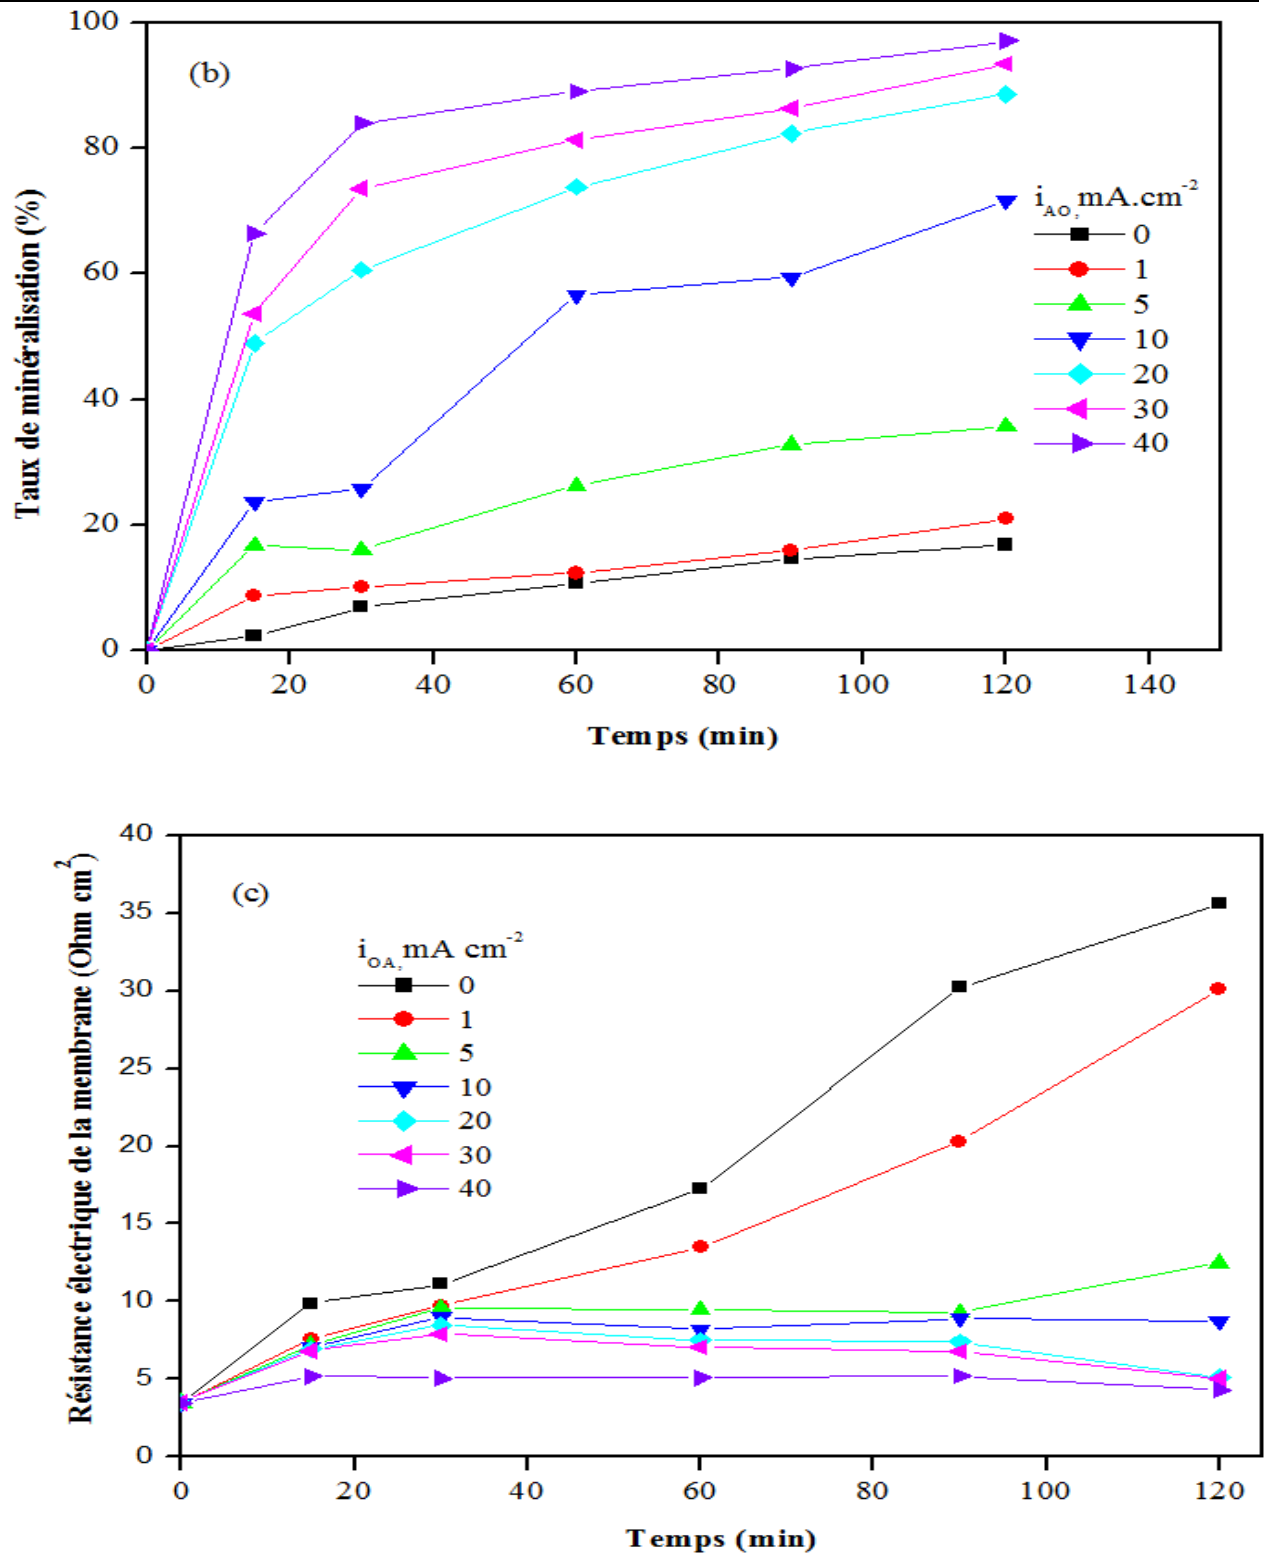 100
(b)
80
60
40
20
0
Taux de minéralisation (%)
i_AO, mA.cm^-2
0
1
5
10
20
30
40
0 20 40 60 80 100 120 140
Temps (min)
40
35
30
25
20
15
10
5
0
Résistance électrique de la membrane (Ohm cm^2)
(c)
i_OA, mA cm^-2
0
1
5
10
20
30
40
0 20 40 60 80 100 120
Temps (min)